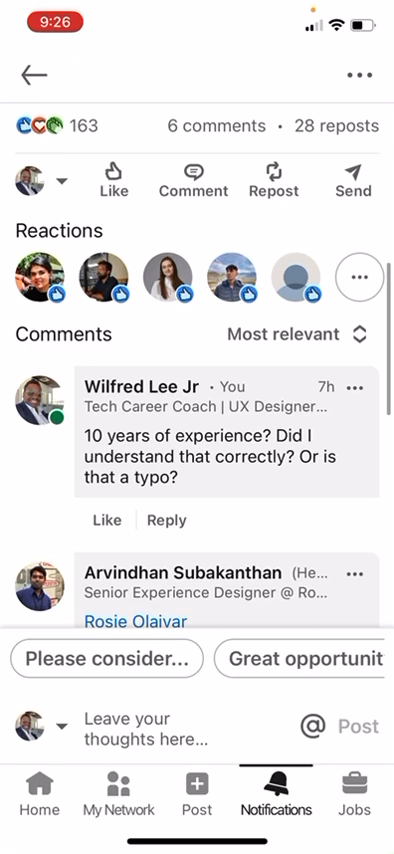 9:26
163
6 comments • 28 reposts
Like
Comment
Repost
Send
Reactions
Comments
Most relevant
Wilfred Lee Jr • You
7h
Tech Career Coach | UX Designer...
10 years of experience? Did I
understand that correctly? Or is
that a typo?
Like
Reply
Arvindhan Subakanthan (He...
Senior Experience Designer @ Ro...
Rosie Olaivar
Please consider...
Great opportunit
Leave your
thoughts here...
@ Post
Home
My Network
Post
Notifications
Jobs